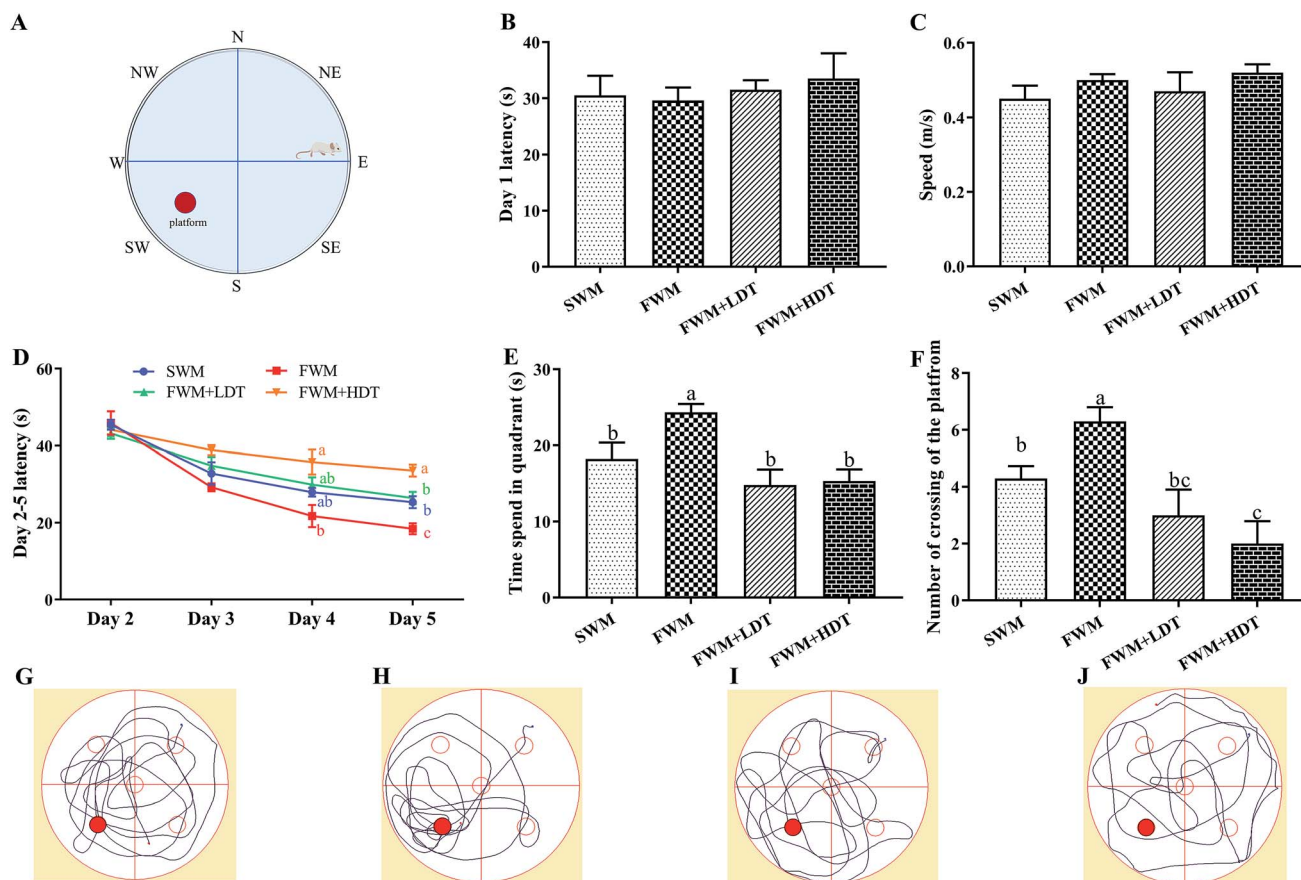 A
N
NW
NE
W
E
platform
SW
SE
S
B
Day 1 latency (s)
40
30
20
10
0
SWM
FWM
FWM+LDT
FWM+HDT
C
Speed (m/s)
0.6
0.4
0.2
0.0
SWM
FWM
FWM+LDT
FWM+HDT
D
Day 2-5 latency (s)
60
40
20
0
SWM
FWM
FWM+LDT
FWM+HDT
a
ab
ab
b
a
b
b
c
Day 2
Day 3
Day 4
Day 5
E
Time spend in quadrant (s)
30
20
10
0
b
a
b
b
SWM
FWM
FWM+LDT
FWM+HDT
F
Number of crossing of the platfrom
8
6
4
2
0
b
a
bc
c
SWM
FWM
FWM+LDT
FWM+HDT
G
H
I
J